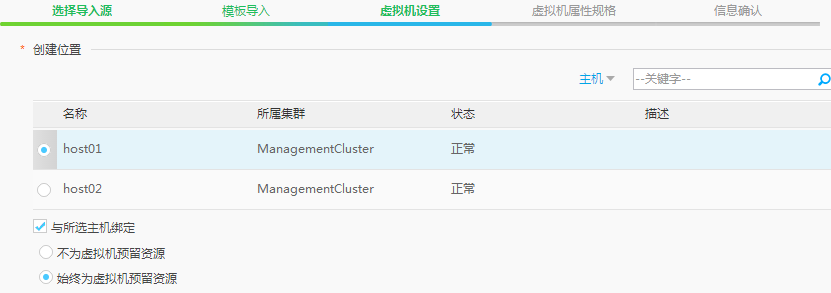 选择导入源 模板导入 虚拟机设置 虚拟机属性规格 信息确认
* 创建位置
主机 --关键字--
名称 所属集群 状态 描述
host01 ManagementCluster 正常
host02 ManagementCluster 正常
与所选主机绑定
不为虚拟机预留资源
始终为虚拟机预留资源